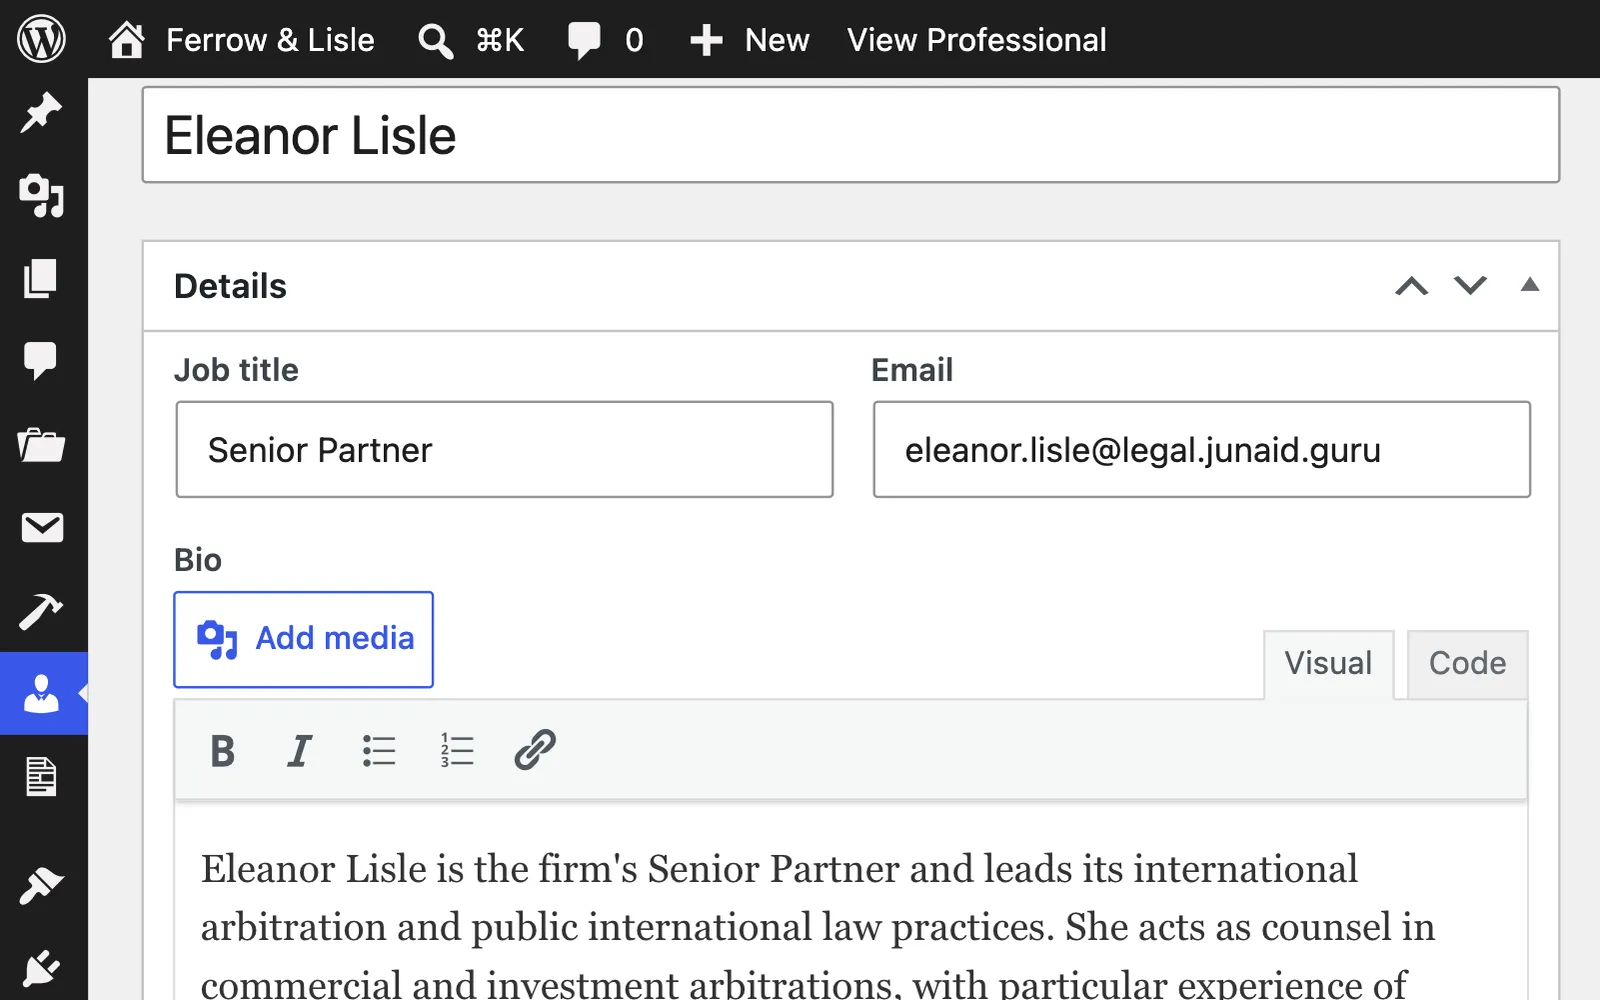 Ferrow & Lisle
⌘K
0
New
View Professional
Eleanor Lisle
Details
Job title
Email
Senior Partner
eleanor.lisle@legal.junaid.guru
Bio
Add media
Visual
Code
Eleanor Lisle is the firm's Senior Partner and leads its international
arbitration and public international law practices. She acts as counsel in
commercial and investment arbitrations, with particular experience of